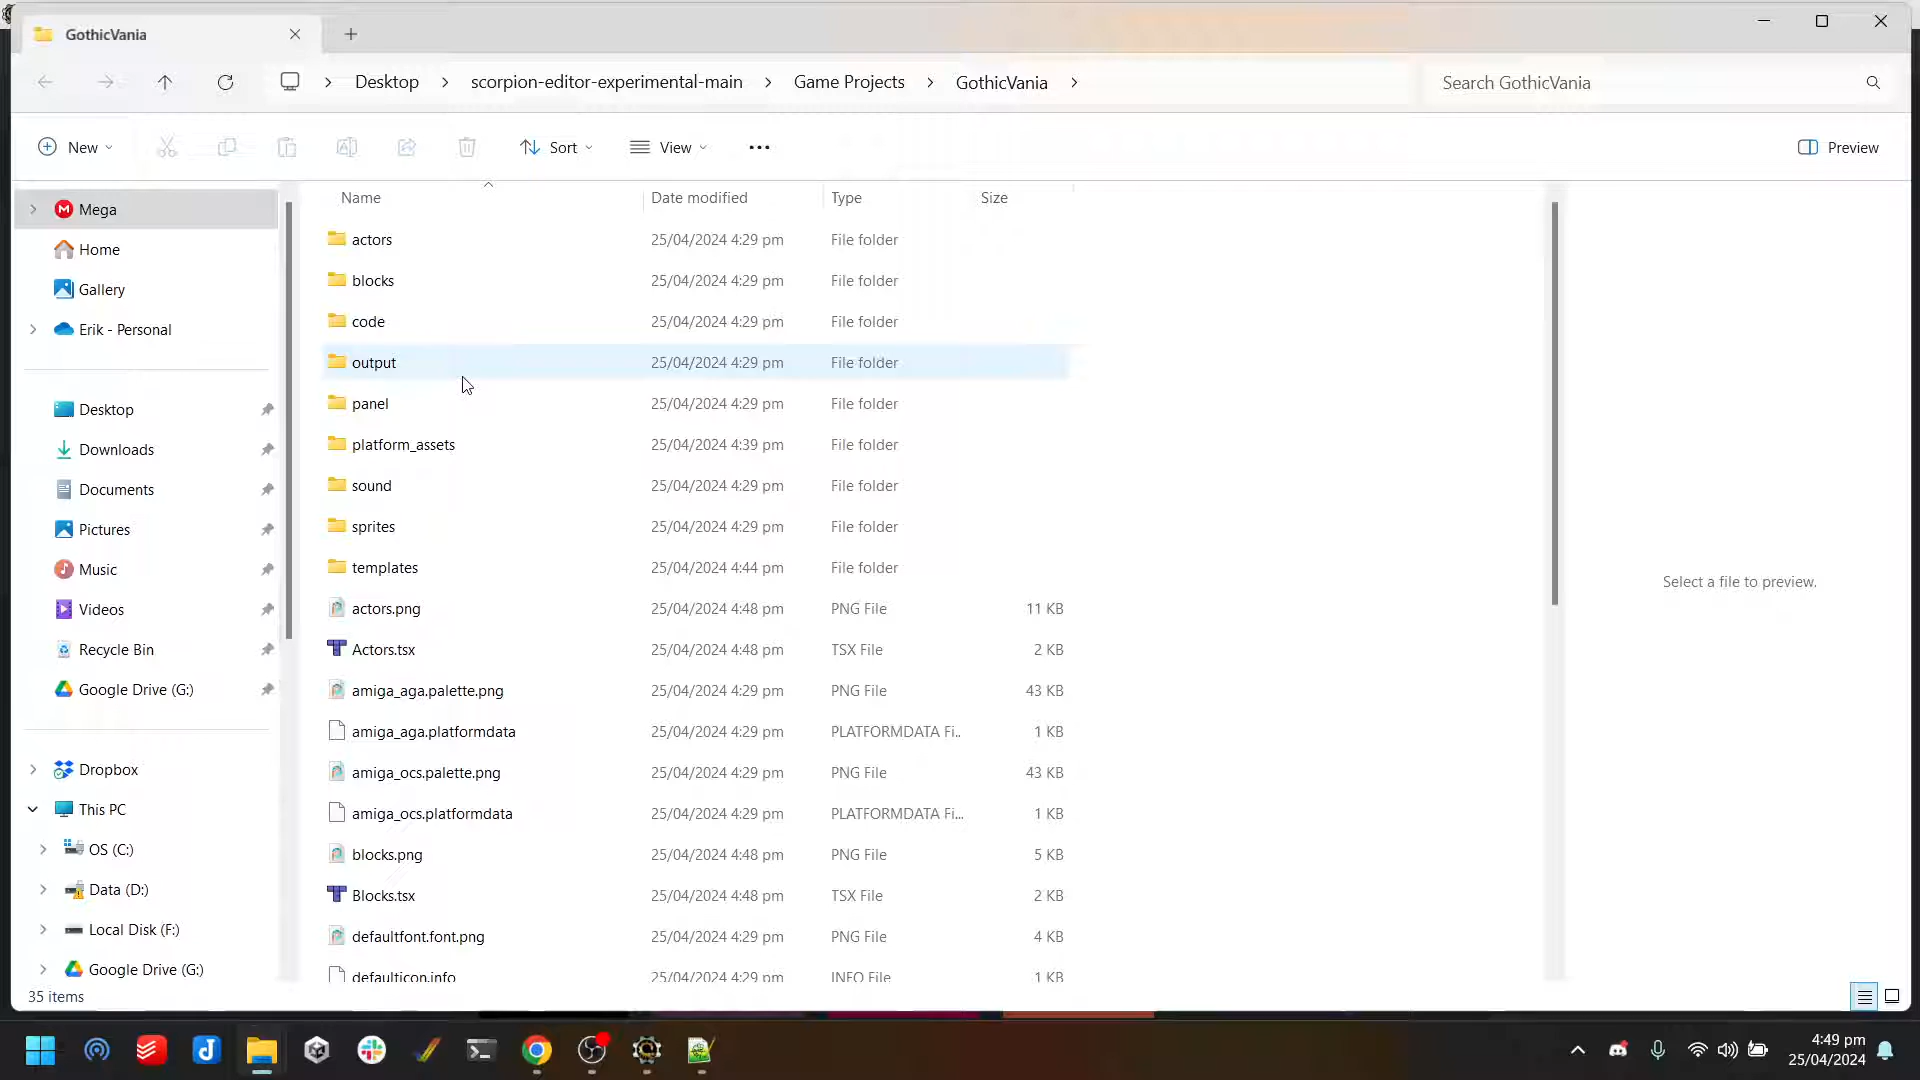 GothicVania
Desktop
scorpion-editor-experimental-main
Game Projects
GothicVania
Search GothicVania
New
Sort
View
Preview
Name
Date modified
Type
Size
Mega
Home
Gallery
Erik - Personal
Desktop
Downloads
Documents
Pictures
Music
Videos
Recycle Bin
Google Drive (G:)
Dropbox
This PC
OS (C:)
Data (D:)
Local Disk (F:)
Google Drive (G:)
actors 25/04/2024 4:29 pm File folder
blocks 25/04/2024 4:29 pm File folder
code 25/04/2024 4:29 pm File folder
output 25/04/2024 4:29 pm File folder
panel 25/04/2024 4:29 pm File folder
platform_assets 25/04/2024 4:39 pm File folder
sound 25/04/2024 4:29 pm File folder
sprites 25/04/2024 4:29 pm File folder
templates 25/04/2024 4:44 pm File folder
actors.png 25/04/2024 4:48 pm PNG File 11 KB
Actors.tsx 25/04/2024 4:48 pm TSX File 2 KB
amiga_aga.palette.png 25/04/2024 4:29 pm PNG File 43 KB
amiga_aga.platformdata 25/04/2024 4:29 pm PLATFORMDATA Fi... 1 KB
amiga_ocs.palette.png 25/04/2024 4:29 pm PNG File 43 KB
amiga_ocs.platformdata 25/04/2024 4:29 pm PLATFORMDATA Fi... 1 KB
blocks.png 25/04/2024 4:48 pm PNG File 5 KB
Blocks.tsx 25/04/2024 4:48 pm TSX File 2 KB
defaultfont.font.png 25/04/2024 4:29 pm PNG File 4 KB
defaulticon.info 25/04/2024 4:29 pm INFO File 1 KB
Select a file to preview.
35 items
4:49 pm
25/04/2024